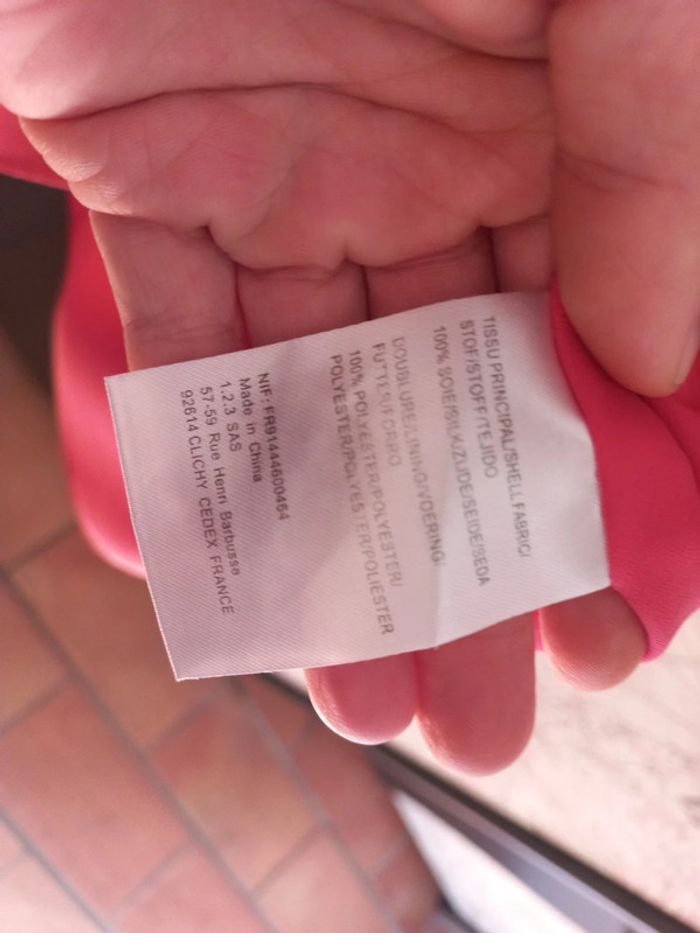 TISSU PRINCIPAL/SHELL FABRIC/
STOF/STOFF/TEJIDO
100% SOIE/SILK/ZIJDE/SEIDE/SEDA
DOUBLURE/LINING/VOERING/
FUTTER/FORRO
100% POLYESTER/POLYESTER/
POLYESTER/POLYESTER/POLIESTER
NIF:FR91444600464
Made in China
1.2.3 SAS
57-59 Rue Henri Barbusse
92614 CLICHY CEDEX FRANCE